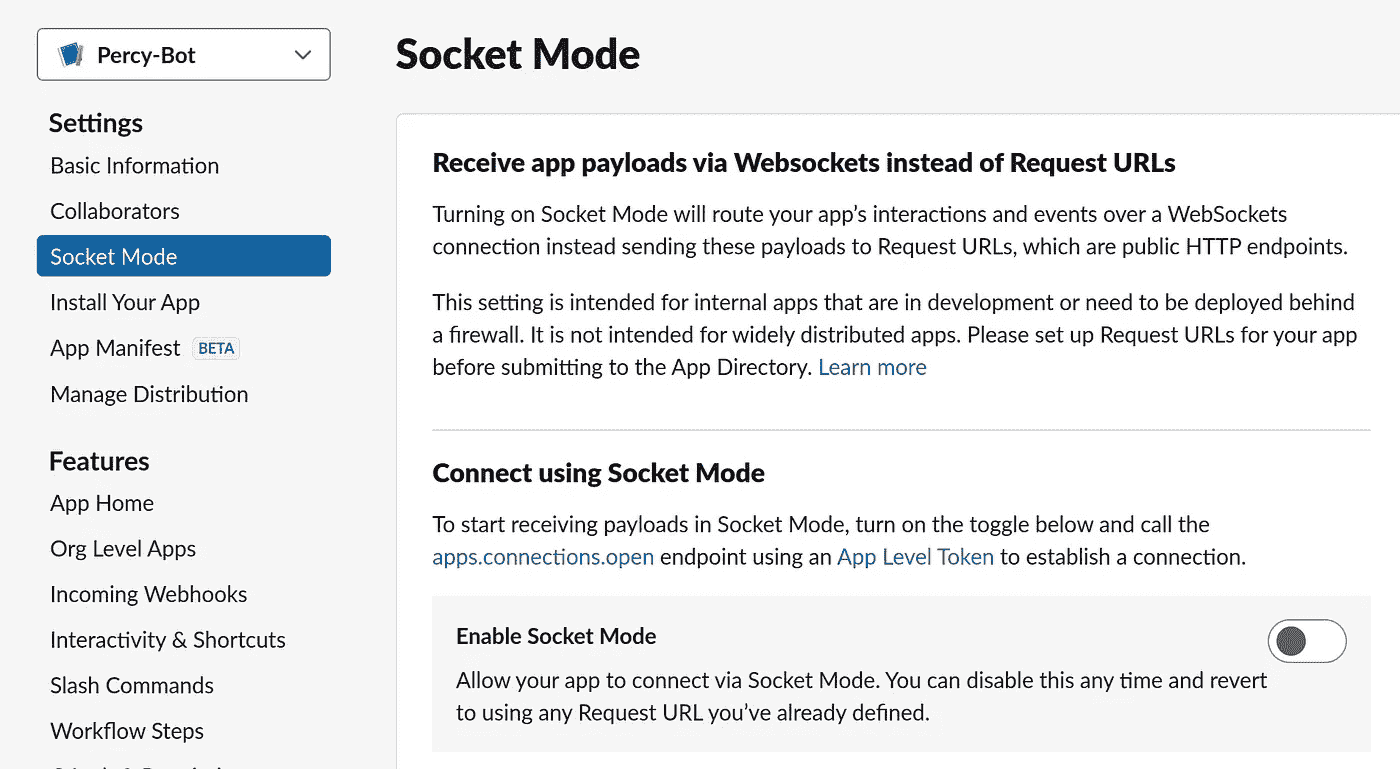 Percy-Bot
Settings
Basic Information
Collaborators
Socket Mode
Install Your App
App Manifest BETA
Manage Distribution
Features
App Home
Org Level Apps
Incoming Webhooks
Interactivity & Shortcuts
Slash Commands
Workflow Steps
Socket Mode
Receive app payloads via Websockets instead of Request URLs
Turning on Socket Mode will route your app’s interactions and events over a WebSockets
connection instead sending these payloads to Request URLs, which are public HTTP endpoints.
This setting is intended for internal apps that are in development or need to be deployed behind
a firewall. It is not intended for widely distributed apps. Please set up Request URLs for your app
before submitting to the App Directory. Learn more
Connect using Socket Mode
To start receiving payloads in Socket Mode, turn on the toggle below and call the
apps.connections.open endpoint using an App Level Token to establish a connection.
Enable Socket Mode
Allow your app to connect via Socket Mode. You can disable this any time and revert
to using any Request URL you’ve already defined.